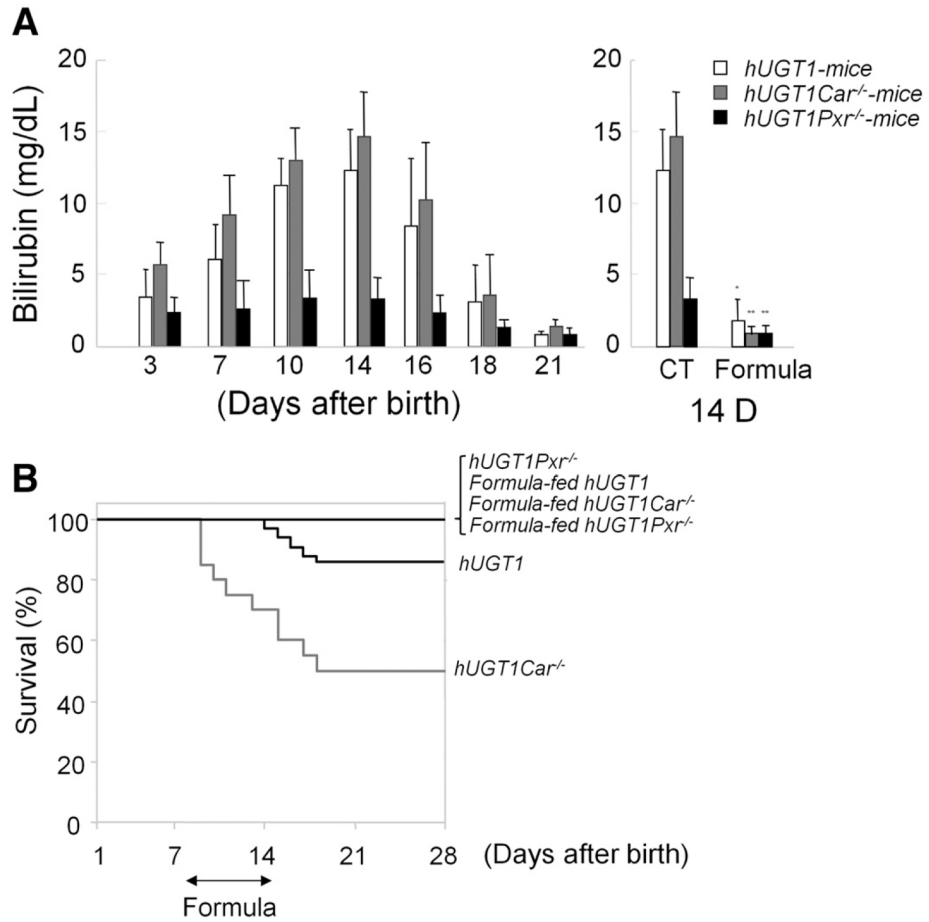 A
Bilirubin (mg/dL)
20
15
10
5
0
3 7 10 14 16 18 21
(Days after birth)
20
15
10
5
0
* ** **
CT Formula
14 D
hUGT1-mice
hUGT1Car-/--mice
hUGT1Pxr-/--mice
B
Survival (%)
100
80
60
40
20
0
1 7 14 21 28 (Days after birth)
Formula
hUGT1Pxr-/-
Formula-fed hUGT1
Formula-fed hUGT1Car-/-
Formula-fed hUGT1Pxr-/-
hUGT1
hUGT1Car-/-